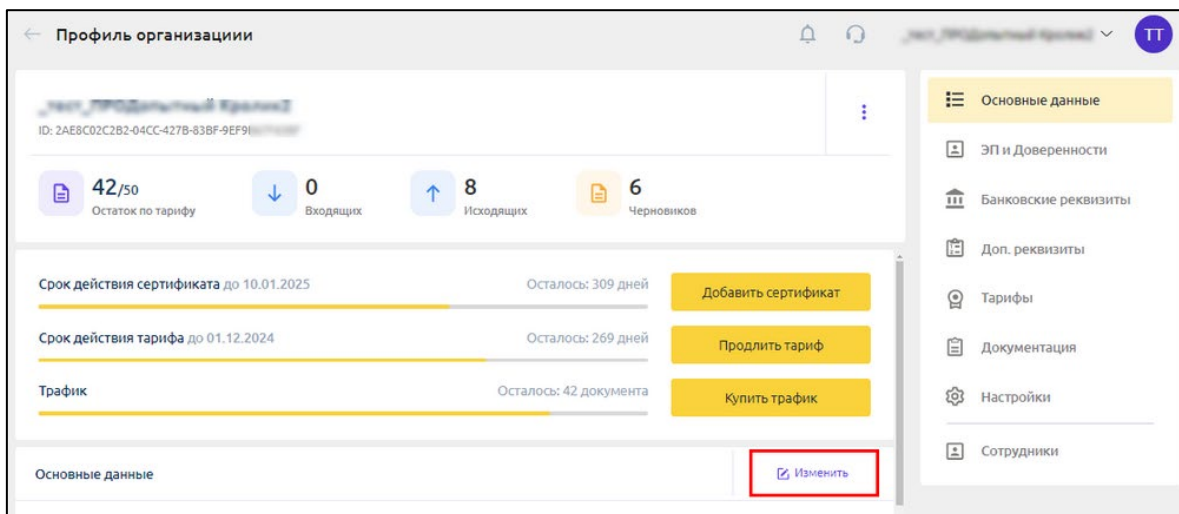 Профиль организациии
TT
ID: 2AE8C02C2B2-04CC-427B-83BF-9EF9
42/50
Остаток по тарифу
0
Входящих
8
Исходящих
6
Черновиков
Срок действия сертификата до 10.01.2025
Осталось: 309 дней
Добавить сертификат
Срок действия тарифа до 01.12.2024
Осталось: 269 дней
Продлить тариф
Трафик
Осталось: 42 документа
Купить трафик
Основные данные
Изменить
Основные данные
ЭП и Доверенности
Банковские реквизиты
Доп. реквизиты
Тарифы
Документация
Настройки
Сотрудники